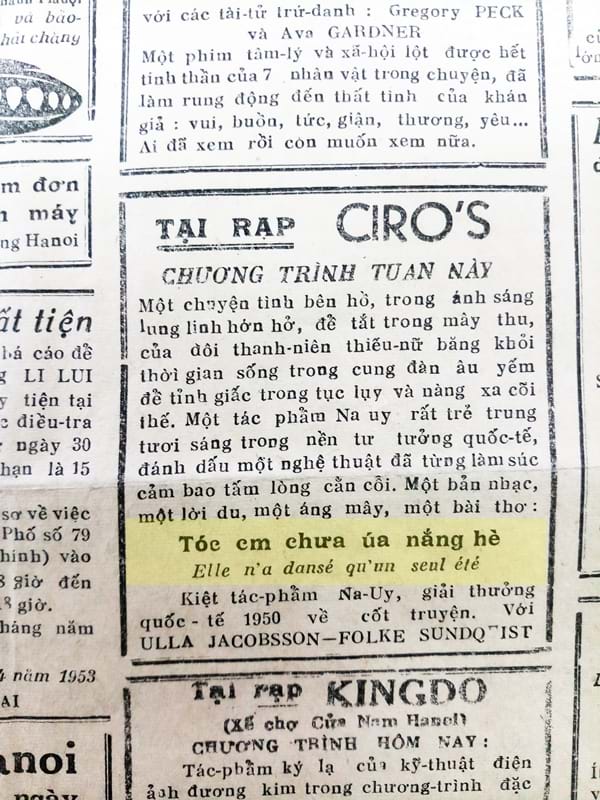 với các tài-tử trứ-danh : Gregory PECK
và Ava GARDNER
Một phim tâm-lý và xã-hội lột được hết
tinh thần của 7 nhân vật trong chuyện, đã
làm rung động đến thất tình của khán
giả : vui, buồn, tức, giận, thương, yêu...
Ai đã xem rồi còn muốn xem nữa.
TẠI RẠP CIRO'S
CHƯƠNG TRÌNH TUẦN NÀY
Một chuyện tình bên hồ, trong ánh sáng
lung linh hớn hở, để tắt trong mây thu,
của đôi thanh-niên thiếu-nữ băng khỏi
thời gian sống trong cung đàn âu yếm
để tỉnh giấc trong tục lụy và nàng xa cõi
thế. Một tác phẩm Na uy rất trẻ trung
tươi sáng trong nền tư tưởng quốc-tế,
đánh dấu một nghệ thuật đã từng làm súc
cảm bao tấm lòng cằn cỗi. Một bản nhạc,
một lời du, một áng mây, một bài thơ :
Tóc em chưa úa nắng hè
Elle n'a dansé qu'un seul été
Kiệt tác-phẩm Na-Uy, giải thưởng
quốc - tế 1950 về cốt truyện. Với
ULLA JACOBSSON—FOLKE SUNDQ IST
Tại rạp KINGDO
(Xế chợ Cửa Nam Hanoi)
CHƯƠNG TRÌNH HÔM NAY :
Tác-phẩm kỳ lạ của kỹ-thuật điện
ảnh đương kim trong chương-trình đặc
và báo-
m đơn
máy
ng Hanoi
ất tiện
bá cáo để
LI LUI
tiện tại
điều-tra
ngày 30
hạn là 15
sơ về việc
Phố số 79
hính) vào
giờ đến
giờ.
háng năm
năm 1953
AI
anoi
ngày